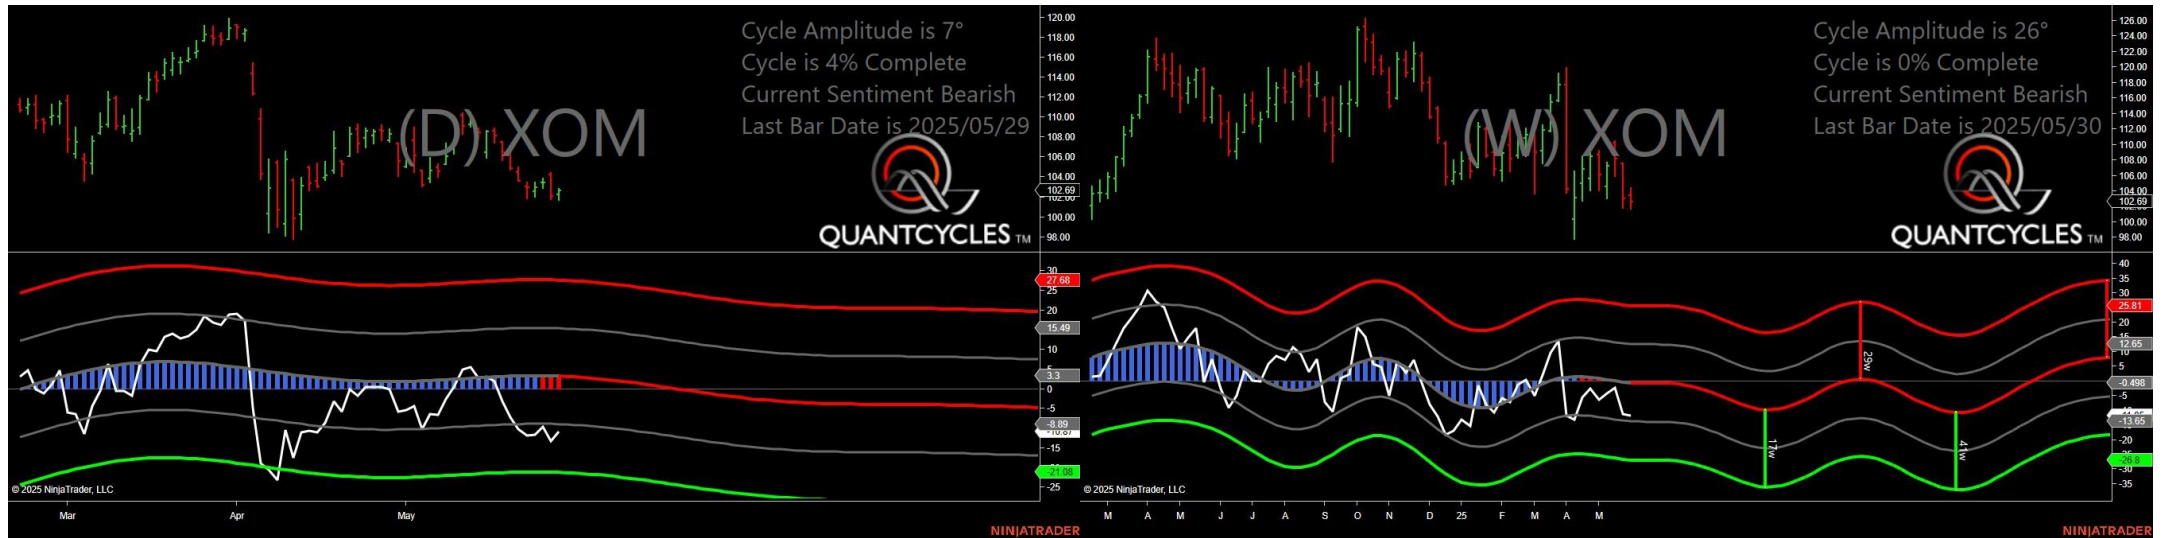 Cycle Amplitude is 7°
Cycle is 4% Complete
Current Sentiment Bearish
Last Bar Date is 2025/05/29
(D) XOM
QUANTCYCLES TM
120.00
118.00
116.00
114.00
112.00
110.00
108.00
106.00
104.00
102.69
102.00
100.00
98.00
30
27.68
25
20
15.49
10
5
3.3
0
-5
-8.89
-10.87
-15
-21.08
-25
© 2025 NinjaTrader, LLC
Mar Apr May
NINJATRADER
Cycle Amplitude is 26°
Cycle is 0% Complete
Current Sentiment Bearish
Last Bar Date is 2025/05/30
(W) XOM
QUANTCYCLES TM
126.00
124.00
122.00
120.00
118.00
116.00
114.00
112.00
110.00
108.00
106.00
104.00
102.69
100.00
98.00
40
35
30
25.81
20
15
12.65
10
5
-0.498
-5
-13.65
-20
-26.8
-30
-35
29w
17w
41w
© 2025 NinjaTrader, LLC
M A M J J A S O N D 25 F M A M
NINJATRADER